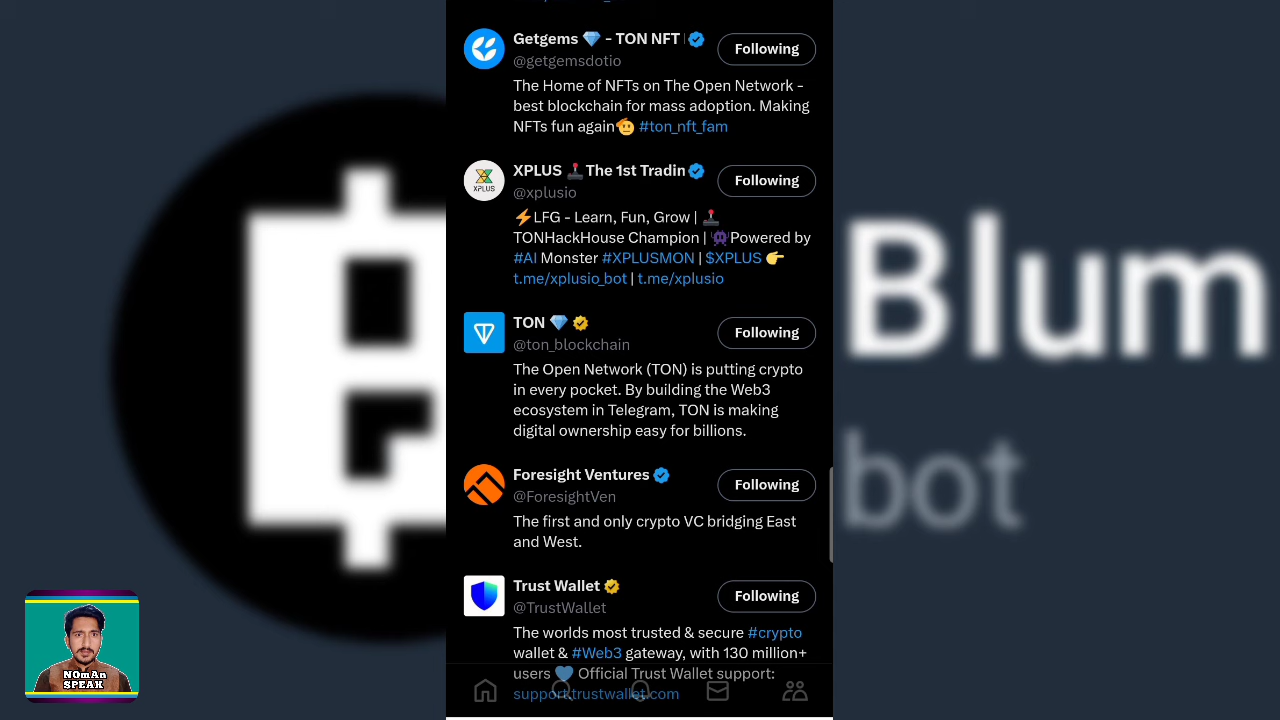 Getgems 💎 - TON NFT
Following
@getgemsdotio
The Home of NFTs on The Open Network -
best blockchain for mass adoption. Making
NFTs fun again🫡 #ton_nft_fam
XPLUS 🕹️The 1st Tradin
Following
@xplusio
⚡LFG - Learn, Fun, Grow | 🕹️
TONHackHouse Champion | 👾Powered by
#AI Monster #XPLUSMON | $XPLUS 👉
t.me/xplusio_bot | t.me/xplusio
XPLUS
TON 💎
Following
@ton_blockchain
The Open Network (TON) is putting crypto
in every pocket. By building the Web3
ecosystem in Telegram, TON is making
digital ownership easy for billions.
Foresight Ventures
Following
@ForesightVen
The first and only crypto VC bridging East
and West.
Trust Wallet
Following
@TrustWallet
The worlds most trusted & secure #crypto
wallet & #Web3 gateway, with 130 million+
users 💙 Official Trust Wallet support:
support.trustwallet.com
Blum
bot
NOmAn
SPEAK